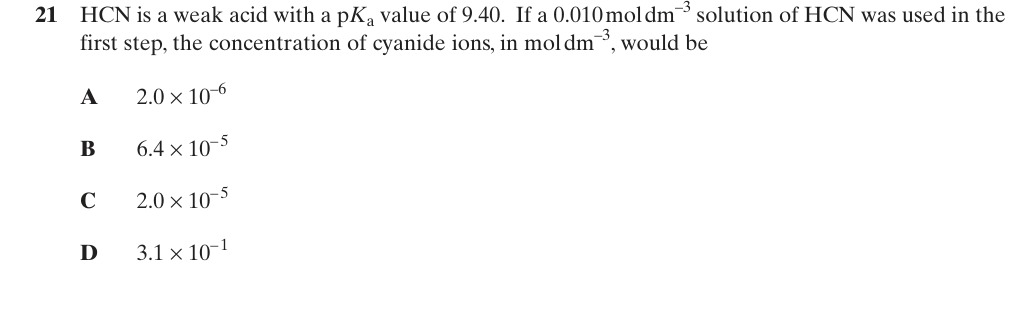 21 HCN is a weak acid with a pKₐ value of 9.40. If a 0.010 mol dm⁻³ solution of HCN was used in the
first step, the concentration of cyanide ions, in mol dm⁻³, would be
A 2.0 × 10⁻⁶
B 6.4 × 10⁻⁵
C 2.0 × 10⁻⁵
D 3.1 × 10⁻¹